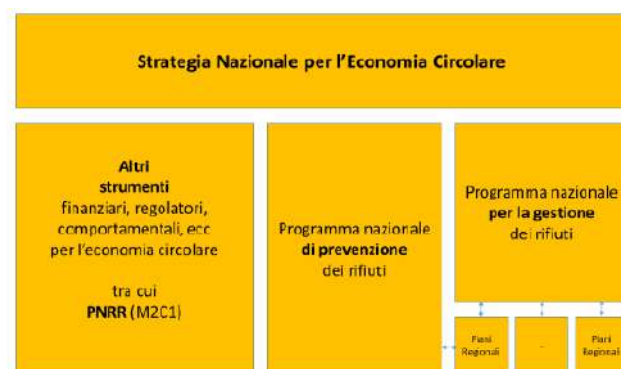 Strategia Nazionale per l'Economia Circolare
Altri
strumenti
finanziari, regolatori,
comportamentali, ecc
per l'economia circolare
tra cui
PNRR (M2C1)
Programma nazionale
di prevenzione
dei rifiuti
Programma nazionale
per la gestione
dei rifiuti
Piani
Regionali
..
Piani
Regionali